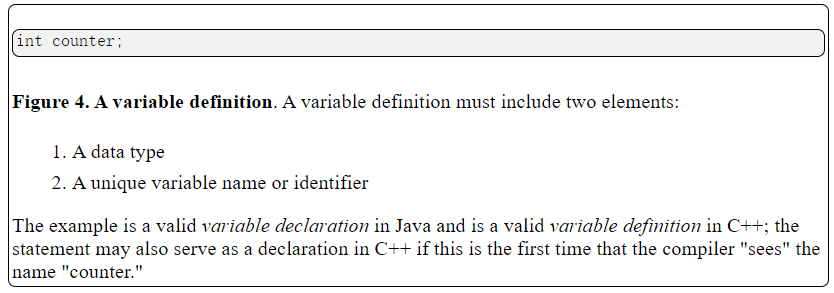 int counter;
Figure 4. A variable definition. A variable definition must include two elements:
1. A data type
2. A unique variable name or identifier
The example is a valid variable declaration in Java and is a valid variable definition in C++; the
statement may also serve as a declaration in C++ if this is the first time that the compiler "sees" the
name "counter."